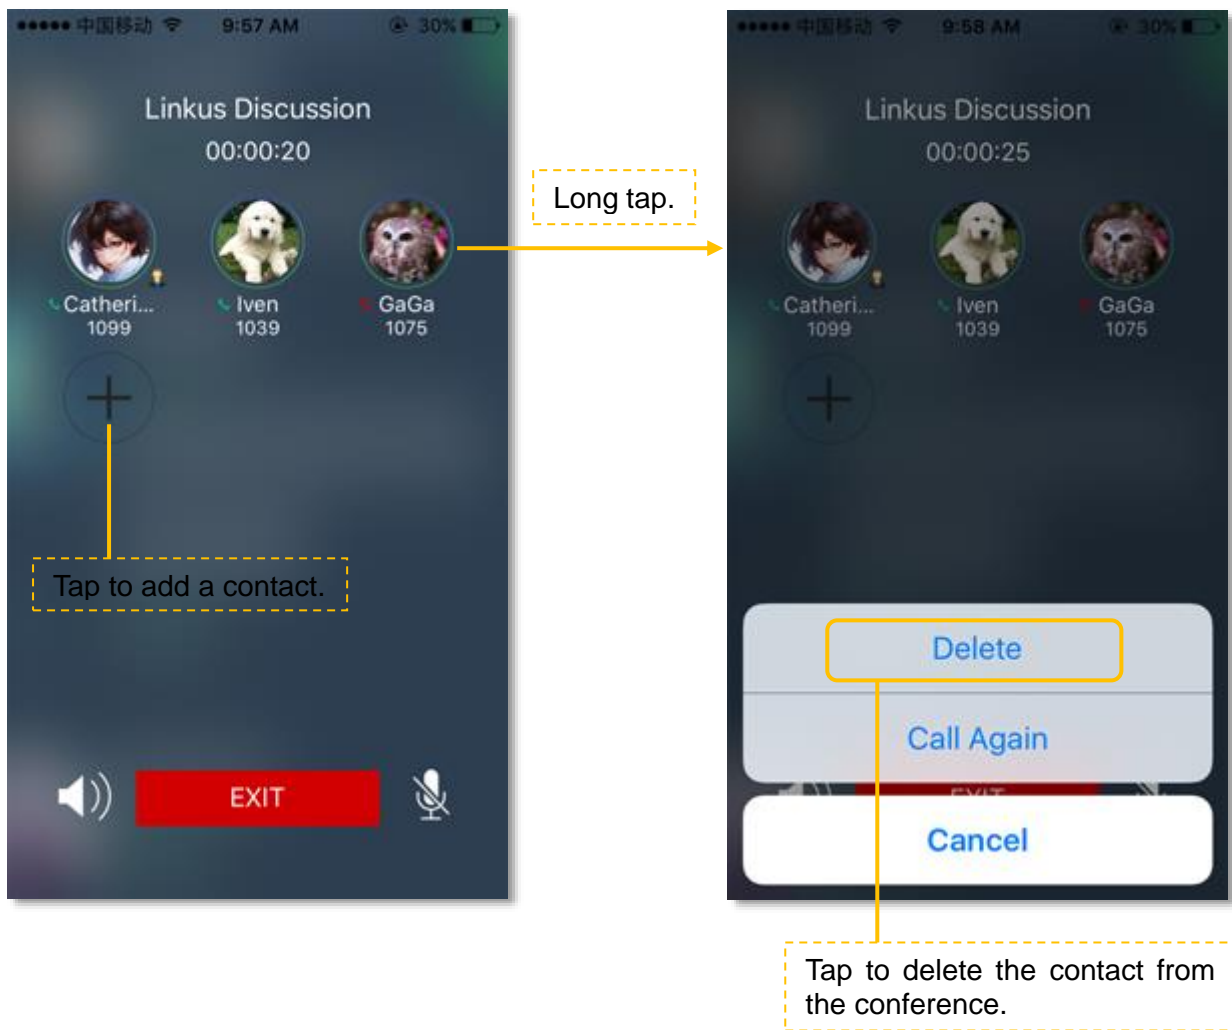 中国移动 9:57 AM 30%
Linkus Discussion
00:00:20
Catheri... Iven GaGa
1099 1039 1075
Tap to add a contact.
EXIT
Long tap.
中国移动 9:58 AM 30%
Linkus Discussion
00:00:25
Catheri... Iven GaGa
1099 1039 1075
Delete
Call Again
EXIT
Cancel
Tap to delete the contact from
the conference.